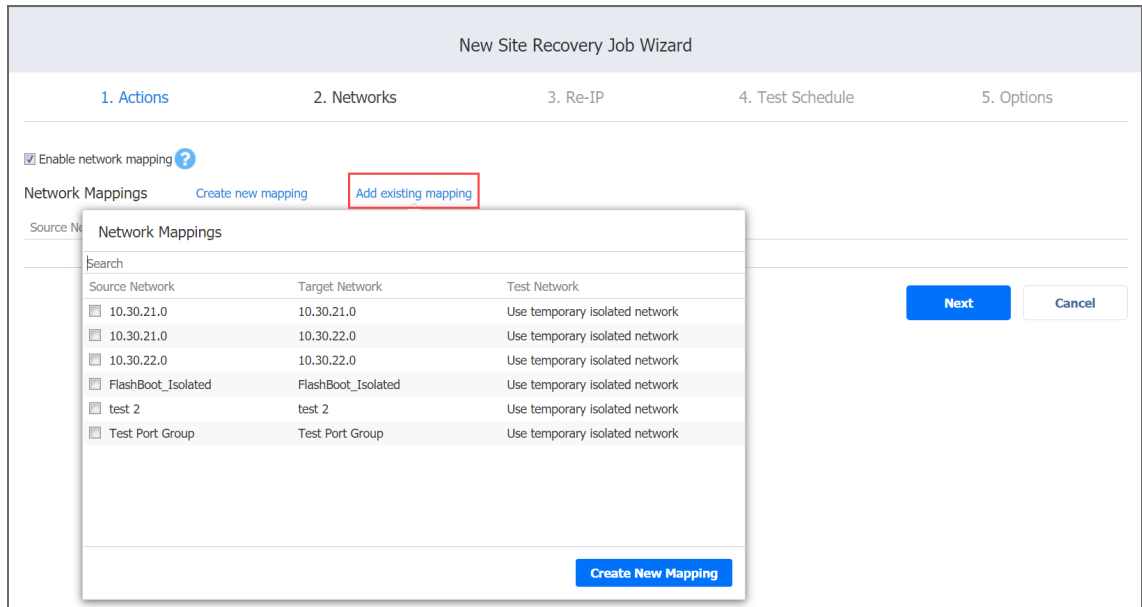 New Site Recovery Job Wizard
1. Actions 2. Networks 3. Re-IP 4. Test Schedule 5. Options
Enable network mapping ?
Network Mappings Create new mapping Add existing mapping
Source Ne
Network Mappings
Search
Source Network Target Network Test Network
10.30.21.0 10.30.21.0 Use temporary isolated network
10.30.21.0 10.30.22.0 Use temporary isolated network
10.30.22.0 10.30.22.0 Use temporary isolated network
FlashBoot_Isolated FlashBoot_Isolated Use temporary isolated network
test 2 test 2 Use temporary isolated network
Test Port Group Test Port Group Use temporary isolated network
Create New Mapping
Next Cancel